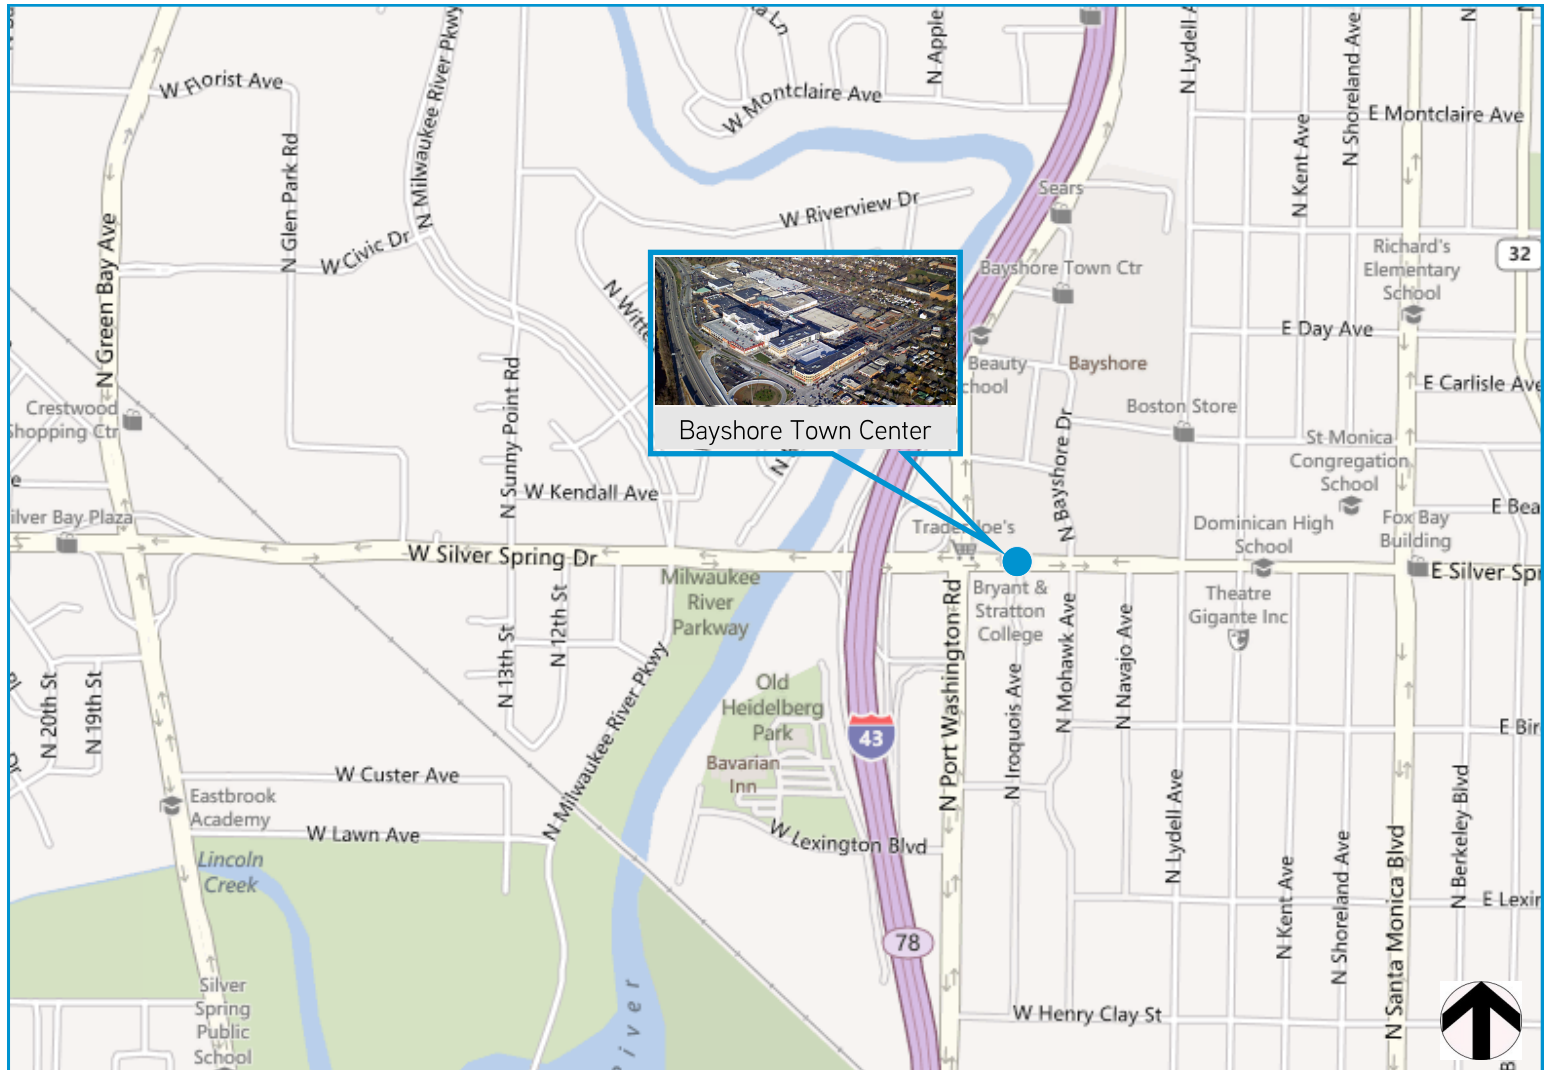 W Florist Ave
N Milwaukee River Pkwy
N Apple
N Lydell A
N Shoreland Ave
W Montclaire Ave
E Montclaire Ave
N Glen Park Rd
N Kent Ave
Sears
W Riverview Dr
N Green Bay Ave
W Civic Dr
Richard's
Elementary
School
32
Bayshore Town Ctr
N Witte
E Day Ave
Beauty
chool
Bayshore
E Carlisle Ave
Crestwood
Shopping Ctr
N Sunny Point Rd
Boston Store
Bayshore Town Center
N Bayshore Dr
St Monica
Congregation
School
W Kendall Ave
E Bea
ilver Bay Plaza
Trader Joe's
Dominican High
School
Fox Bay
Building
W Silver Spring Dr
E Silver Spr
Milwaukee
River
Parkway
Bryant &
Stratton
College
Theatre
Gigante Inc
N 20th St
N 19th St
N 13th St
N 12th St
N Milwaukee River Pkwy
Old
Heidelberg
Park
N Port Washington Rd
N Iroquois Ave
N Mohawk Ave
N Navajo Ave
E Bir
43
Bavarian
Inn
W Custer Ave
Eastbrook
Academy
W Lawn Ave
W Lexington Blvd
N Lydell Ave
N Kent Ave
N Shoreland Ave
N Santa Monica Blvd
N Berkeley Blvd
E Lexin
Lincoln
Creek
78
Silver
Spring
Public
School
iver
W Henry Clay St